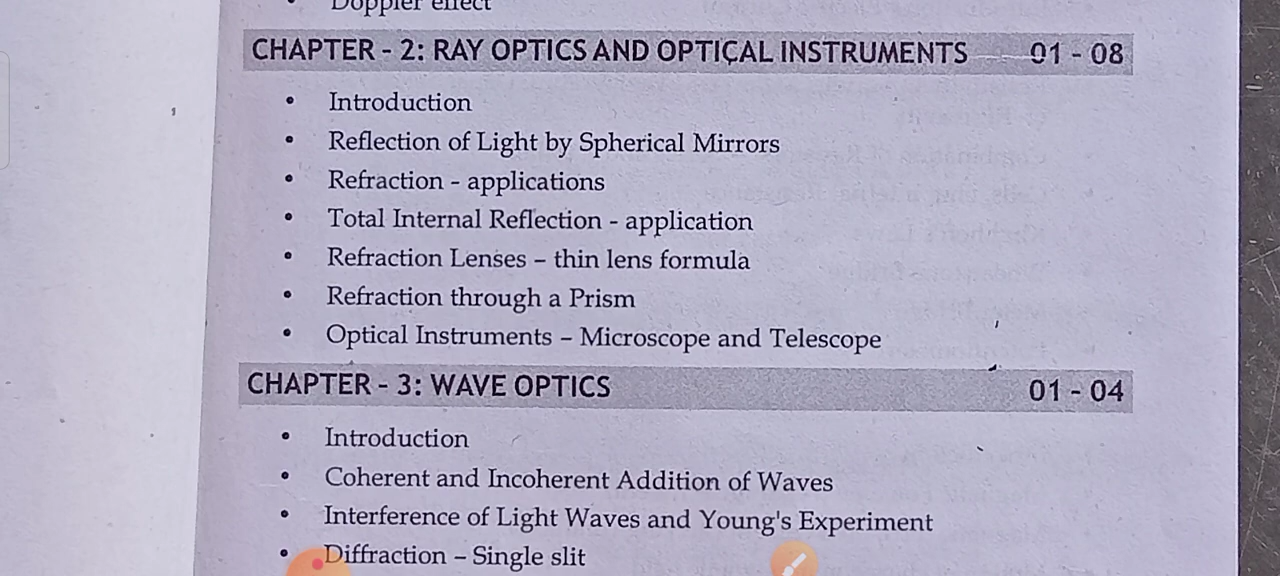 • Doppler effect
CHAPTER - 2: RAY OPTICS AND OPTICAL INSTRUMENTS 01 - 08
• Introduction
• Reflection of Light by Spherical Mirrors
• Refraction - applications
• Total Internal Reflection - application
• Refraction Lenses – thin lens formula
• Refraction through a Prism
• Optical Instruments – Microscope and Telescope
CHAPTER - 3: WAVE OPTICS 01 - 04
• Introduction
• Coherent and Incoherent Addition of Waves
• Interference of Light Waves and Young's Experiment
• Diffraction – Single slit